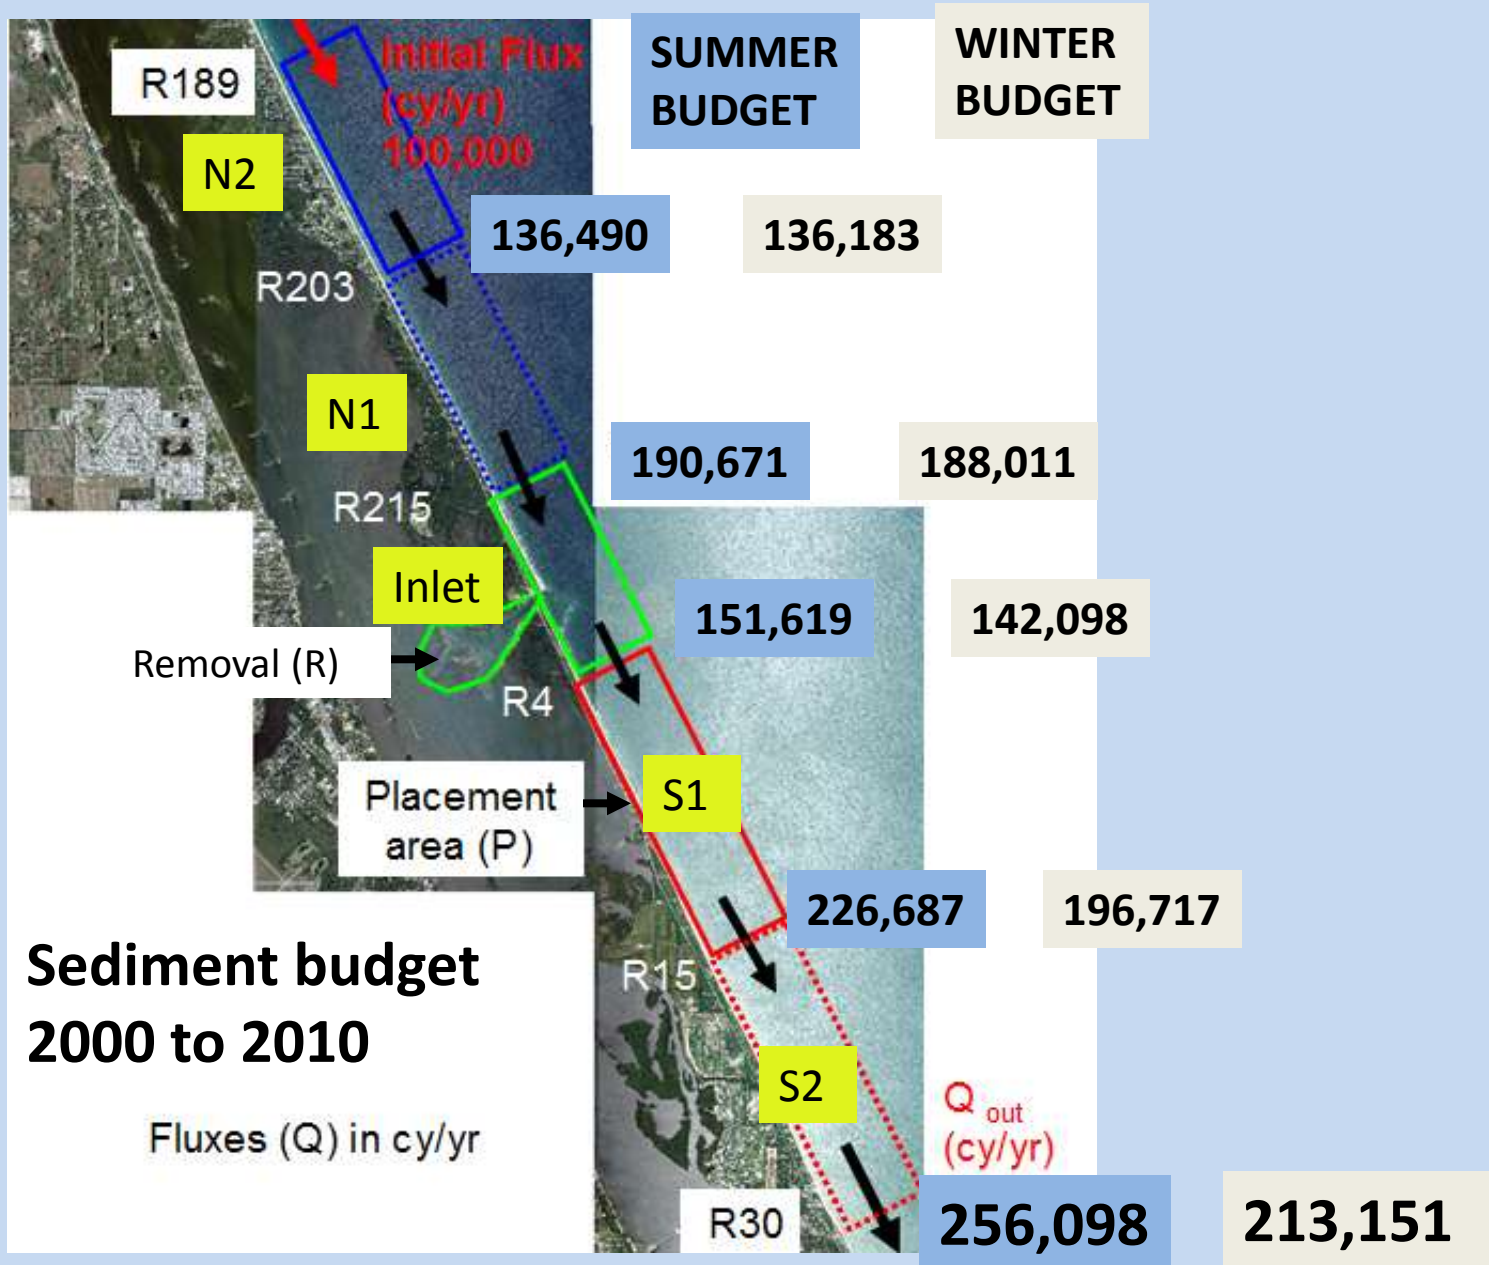 Initial Flux
(cy/yr)
100,000
SUMMER
BUDGET
WINTER
BUDGET
R189
N2
136,490
136,183
R203
N1
190,671
188,011
R215
Inlet
151,619
142,098
Removal (R)
R4
Placement
area (P)
S1
226,687
196,717
R15
Sediment budget
2000 to 2010
S2
Q out
(cy/yr)
Fluxes (Q) in cy/yr
R30
256,098
213,151